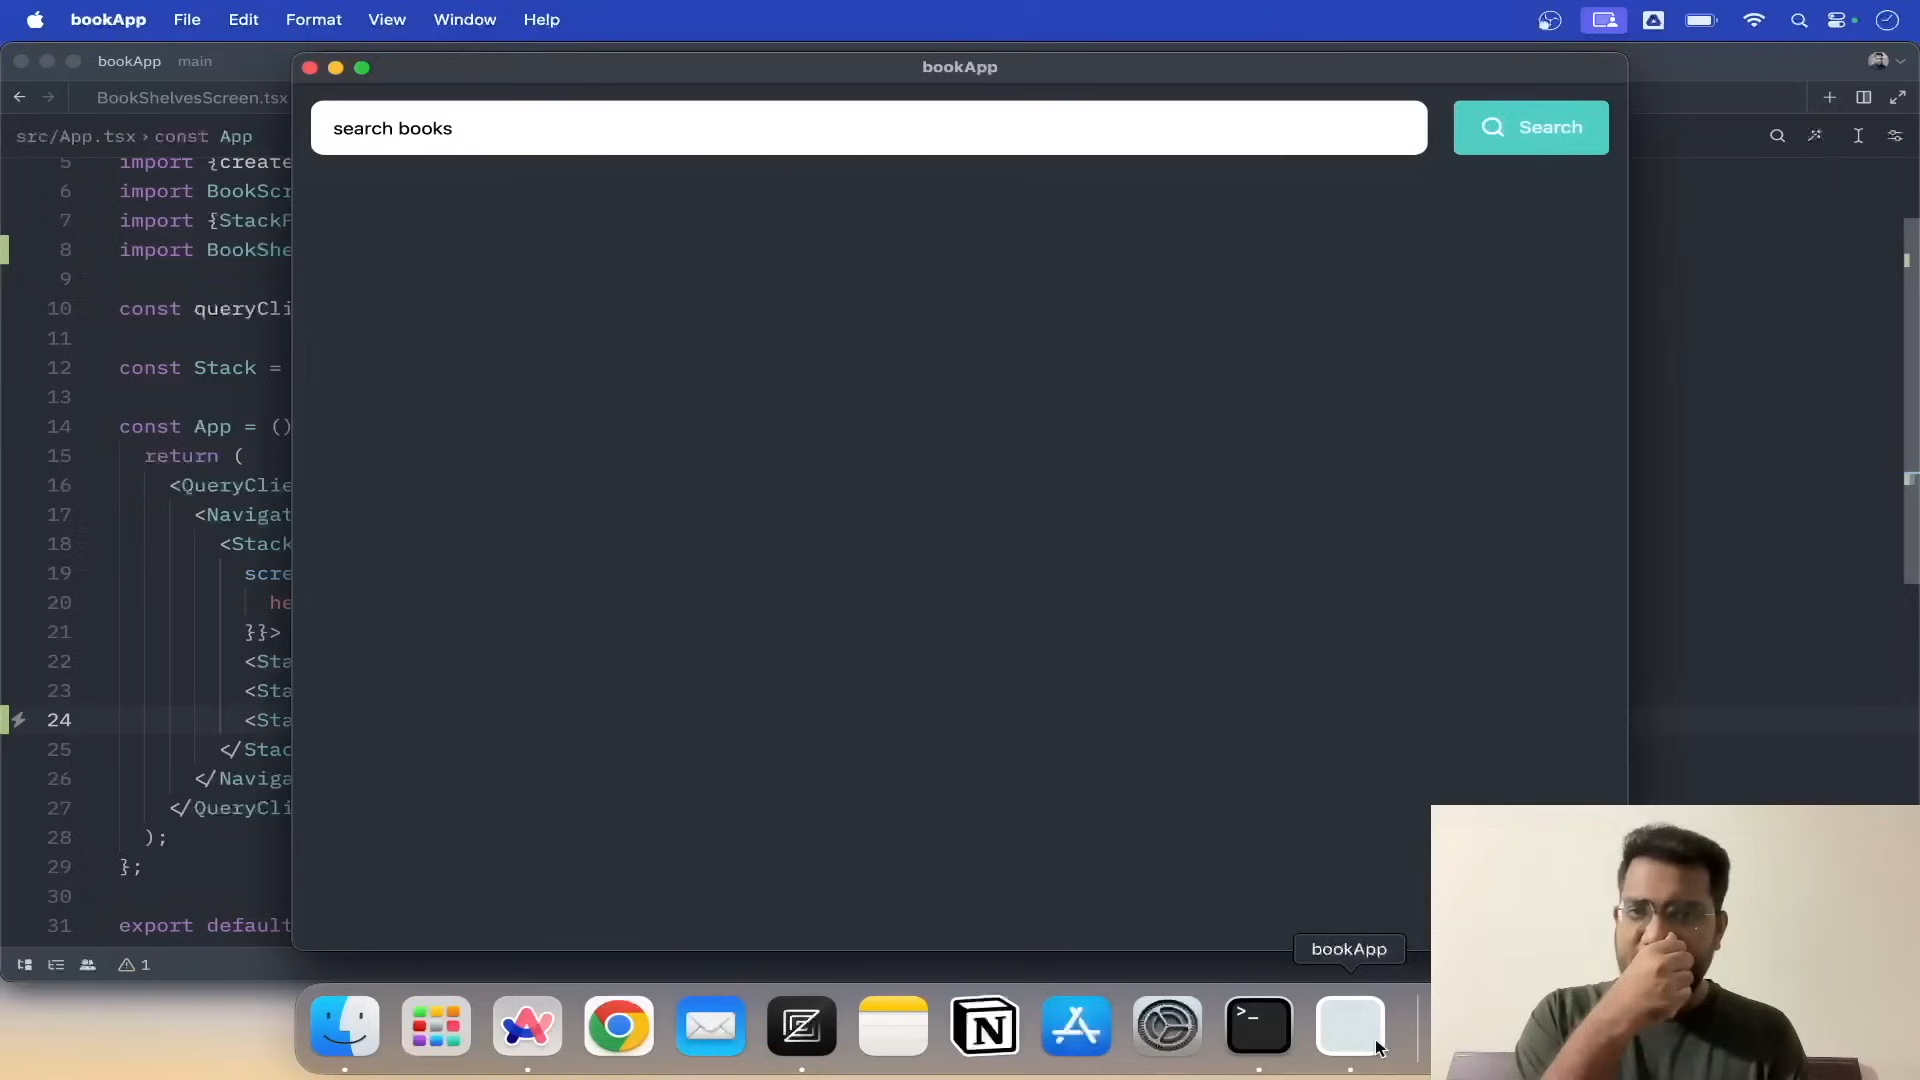 bookApp File Edit Format View Window Help
bookApp main
bookApp
BookShelvesScreen.tsx
search books
Search
src/App.tsx › const App
5 import {create
6 import BookScr
7 import {StackP
8 import BookShe
9
10 const queryCli
11
12 const Stack =
13
14 const App = ()
15 return (
16 <QueryClie
17 <Navigat
18 <Stack
19 scre
20 he
21 }}>
22 <Sta
23 <Sta
24 <Sta
25 </Stac
26 </Naviga
27 </QueryCli
28 );
29 };
30
31 export default
1
bookApp